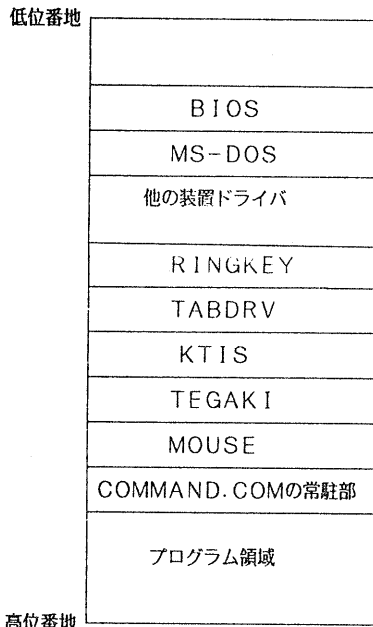 低位番地
BIOS
MS-DOS
他の装置ドライバ
RINGKEY
TABDRV
KTIS
TEGAKI
MOUSE
COMMAND.COMの常駐部
プログラム領域
高位番地